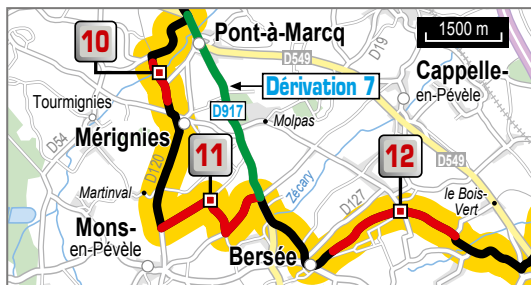 10
Pont-à-Marcq
1500 m
D549
D19
Cappelle-
en-Pévèle
Dérivation 7
D917
Tourmignies
Molpas
D54
Mérignies
11
12
D549
D120
Martinval
Zécary
D127
le Bois-
Vert
Mons-
en-Pévèle
Bersée